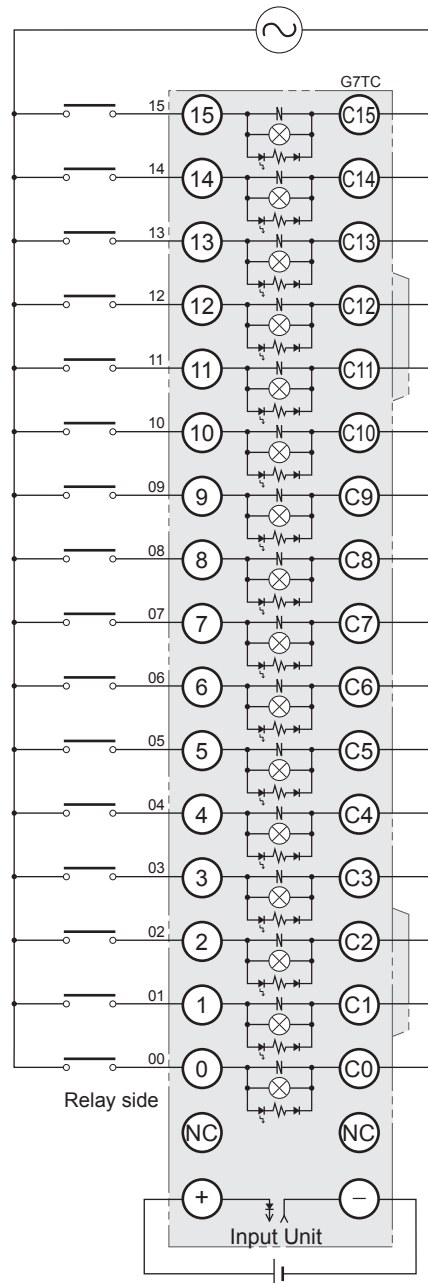 G7TC
15 15 C15
14 14 C14
13 13 C13
12 12 C12
11 11 C11
10 10 C10
09 9 C9
08 8 C8
07 7 C7
06 6 C6
05 5 C5
04 4 C4
03 3 C3
02 2 C2
01 1 C1
00 0 C0
Relay side
NC NC
+ −
Input Unit